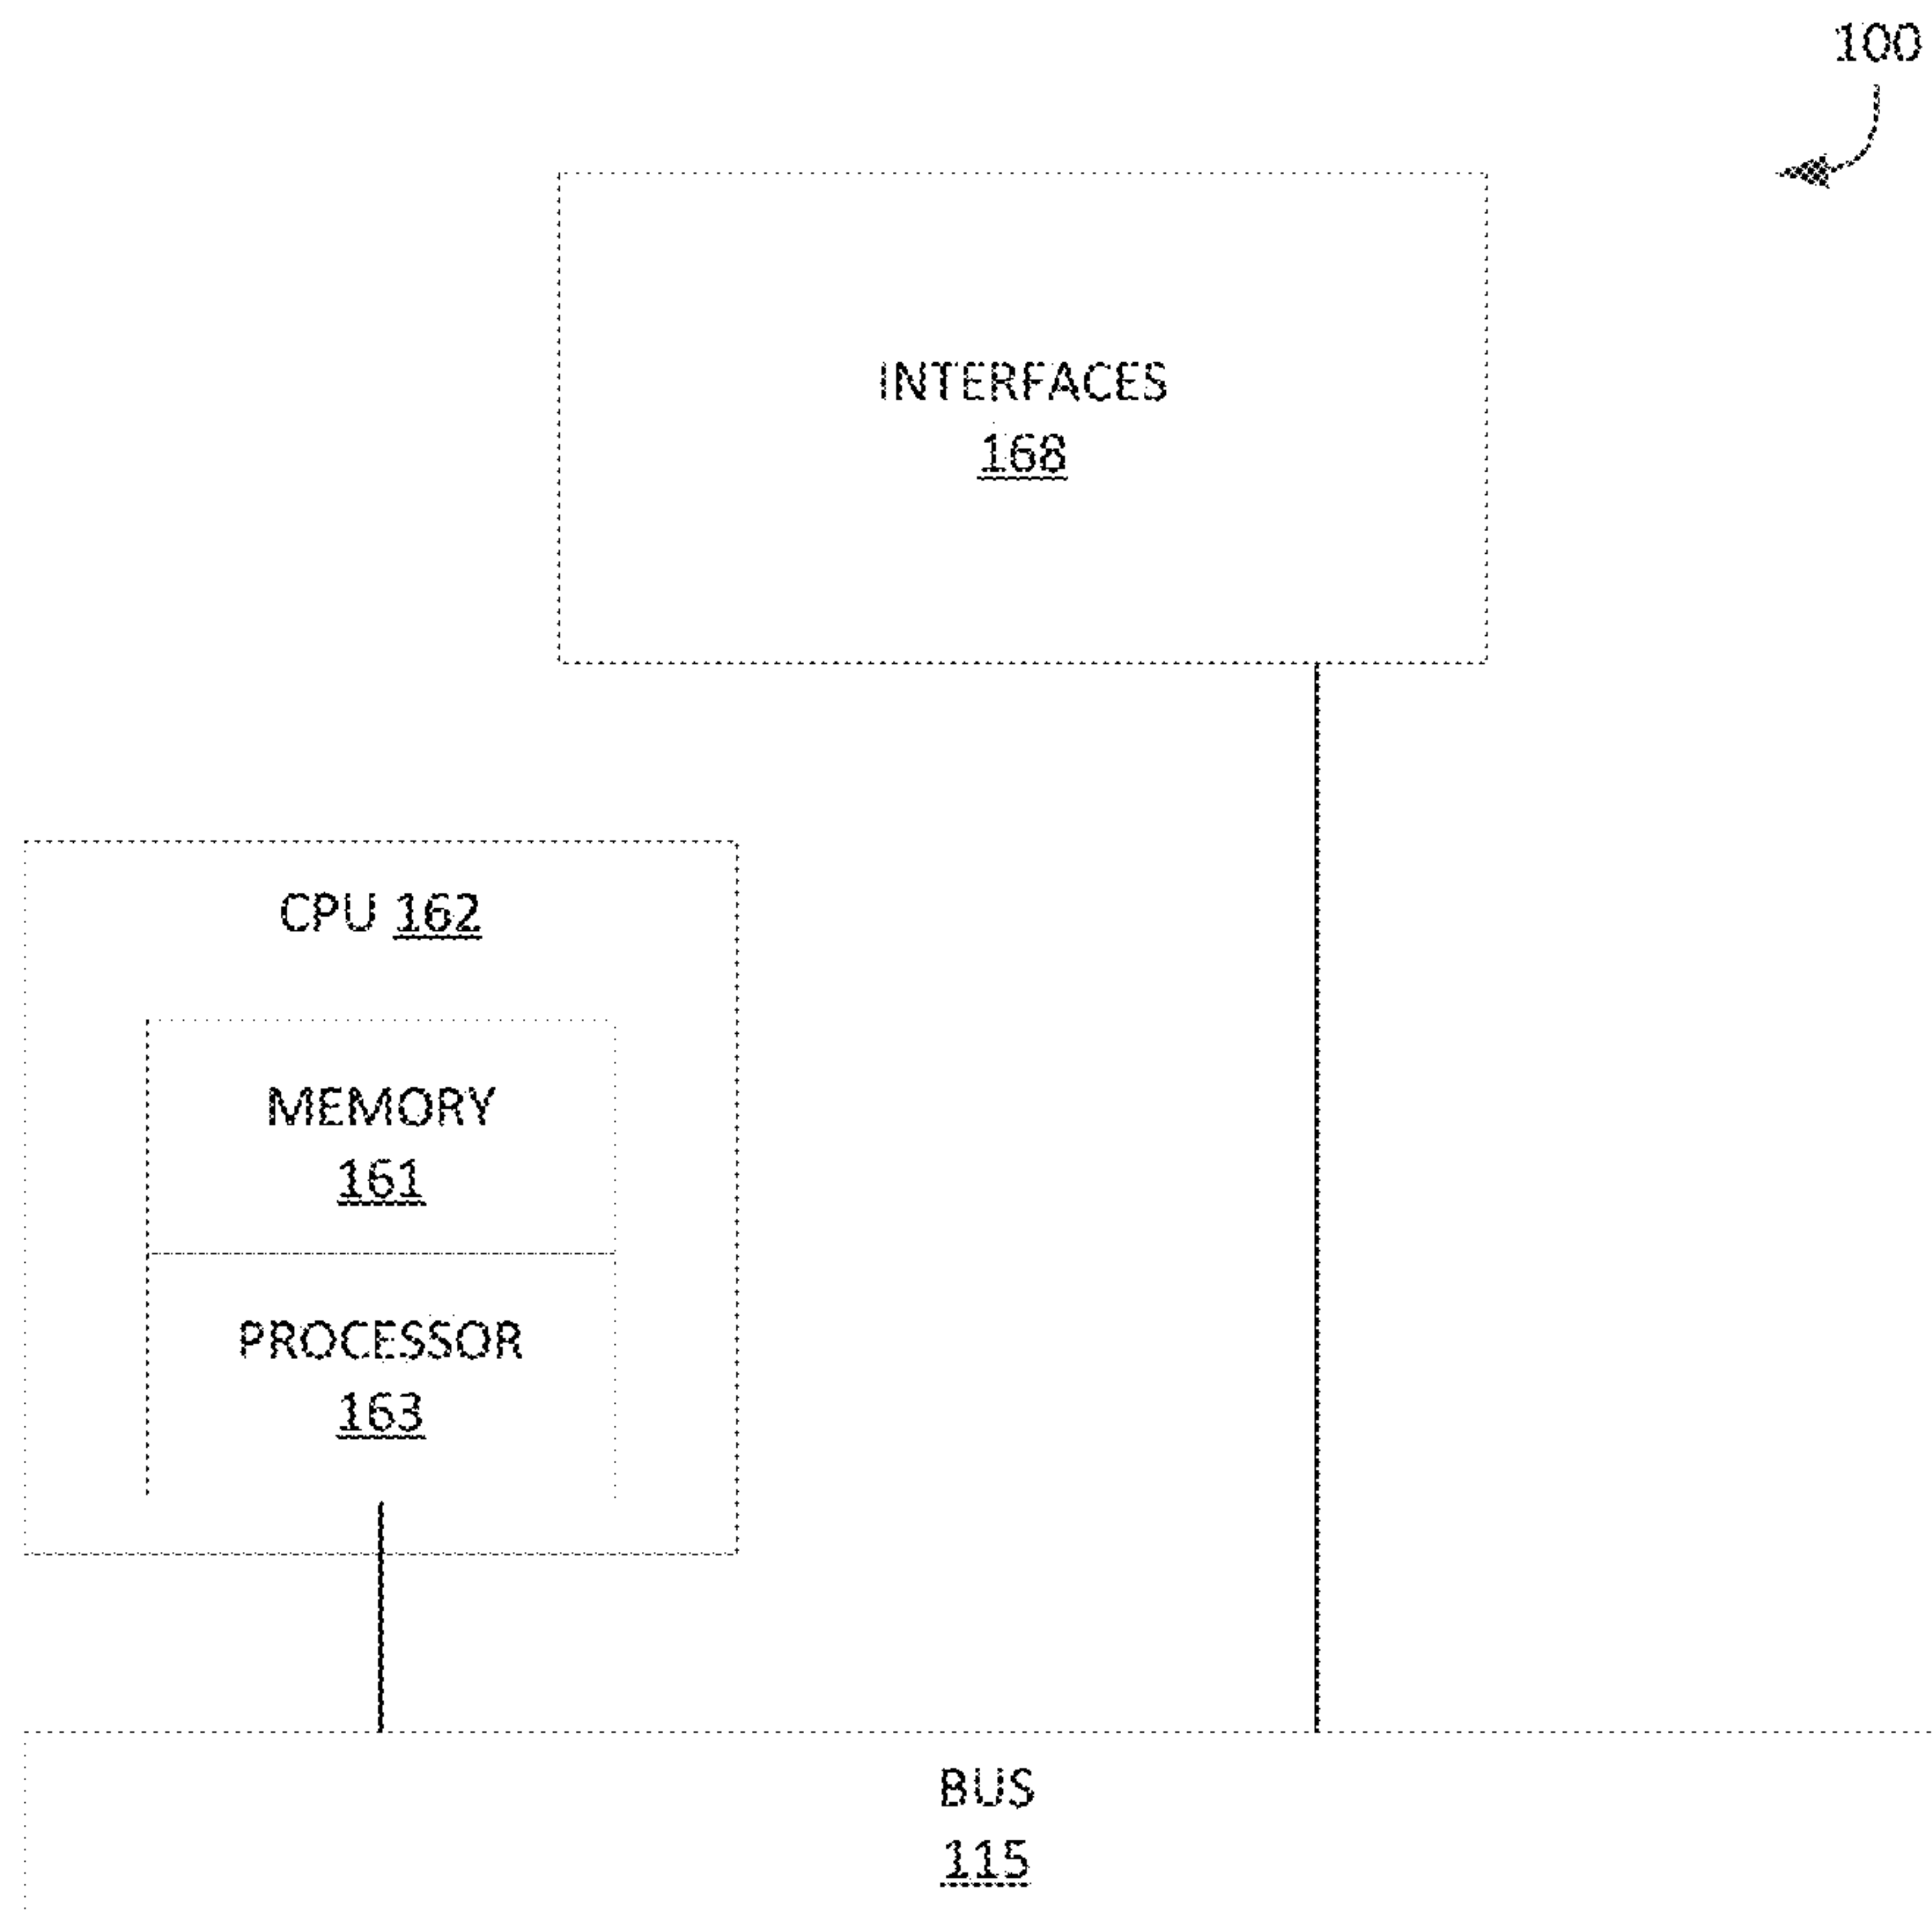 100
INTERFACES
168
CPU 162
MEMORY
161
PROCESSOR
163
BUS
115